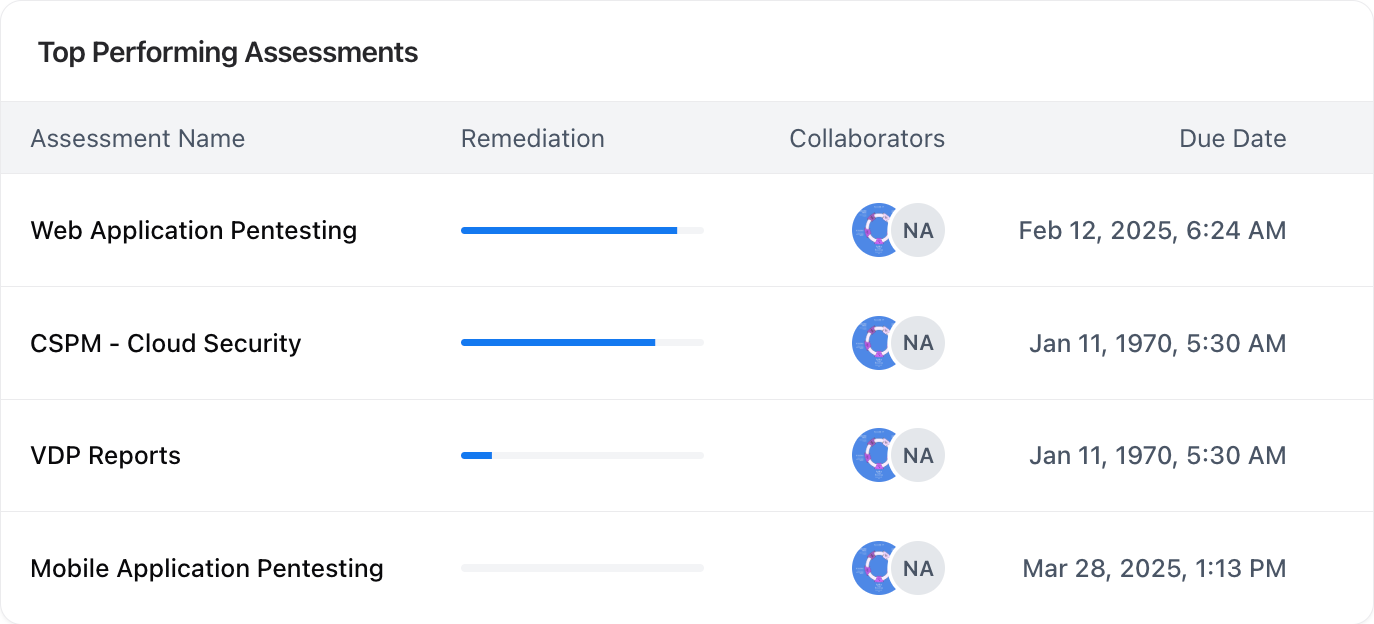 Top Performing Assessments
Assessment Name Remediation Collaborators Due Date
Web Application Pentesting NA Feb 12, 2025, 6:24 AM
CSPM - Cloud Security NA Jan 11, 1970, 5:30 AM
VDP Reports NA Jan 11, 1970, 5:30 AM
Mobile Application Pentesting NA Mar 28, 2025, 1:13 PM